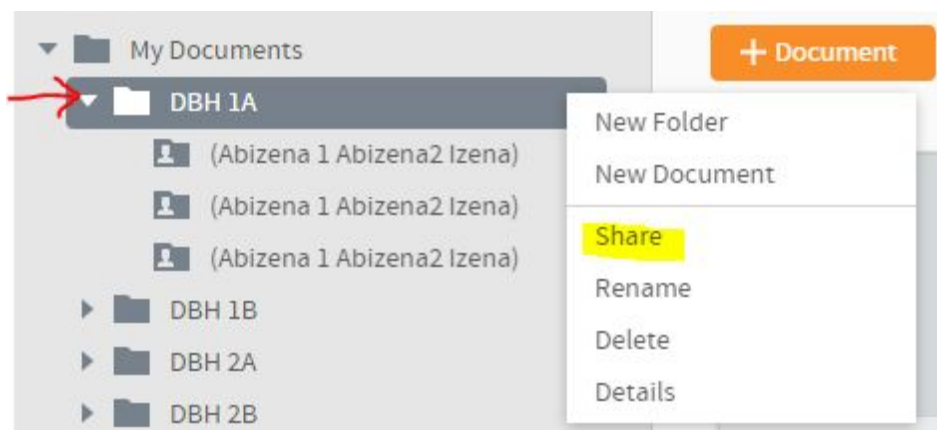 My Documents
+ Document
DBH 1A
(Abizena 1 Abizena2 Izena)
(Abizena 1 Abizena2 Izena)
(Abizena 1 Abizena2 Izena)
DBH 1B
DBH 2A
DBH 2B
New Folder
New Document
Share
Rename
Delete
Details